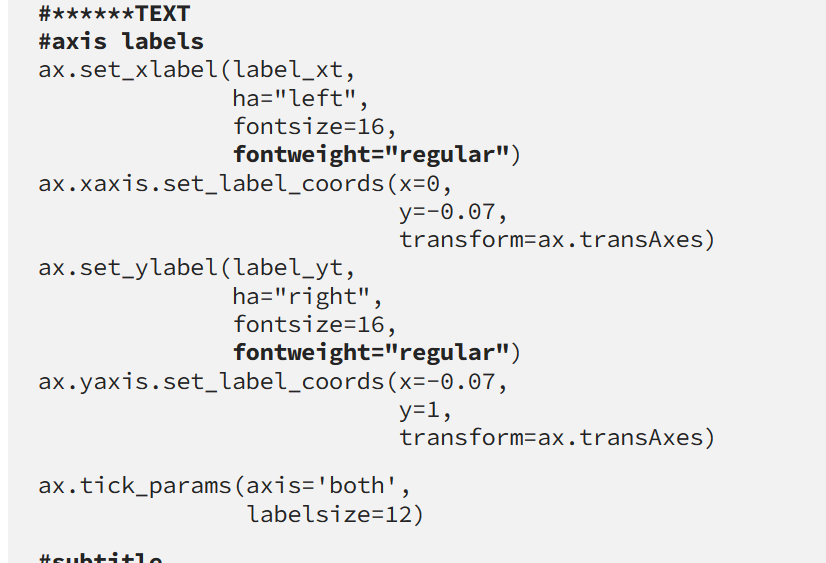 #******TEXT
#axis labels
ax.set_xlabel(label_xt,
              ha="left",
              fontsize=16,
              fontweight="regular")
ax.xaxis.set_label_coords(x=0,
                          y=-0.07,
                          transform=ax.transAxes)
ax.set_ylabel(label_yt,
              ha="right",
              fontsize=16,
              fontweight="regular")
ax.yaxis.set_label_coords(x=-0.07,
                          y=1,
                          transform=ax.transAxes)
ax.tick_params(axis='both',
               labelsize=12)
#subtitle